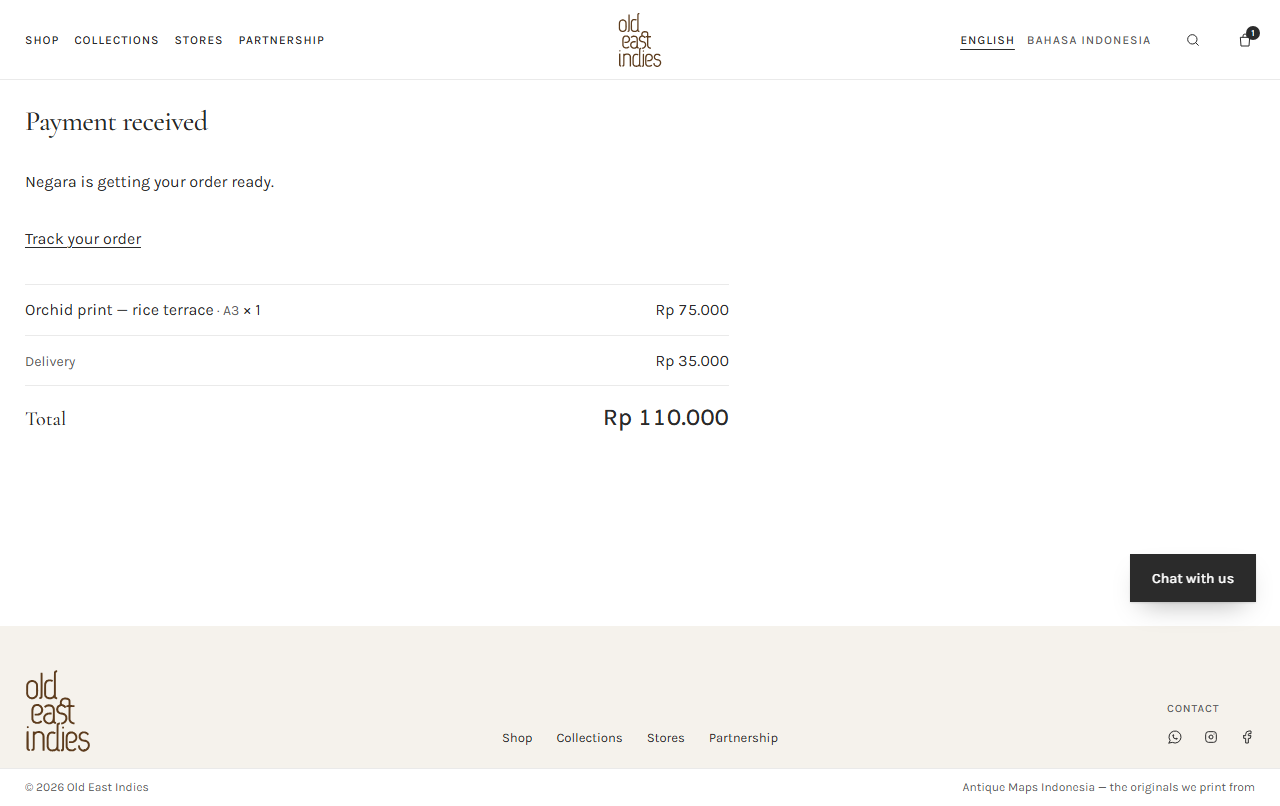 SHOP COLLECTIONS STORES PARTNERSHIP
old
east
indies
ENGLISH BAHASA INDONESIA
1
Payment received
Negara is getting your order ready.
Track your order
Orchid print — rice terrace · A3 × 1 Rp 75.000
Delivery Rp 35.000
Total Rp 110.000
Chat with us
old
east
indies
Shop Collections Stores Partnership
CONTACT
© 2026 Old East Indies
Antique Maps Indonesia — the originals we print from